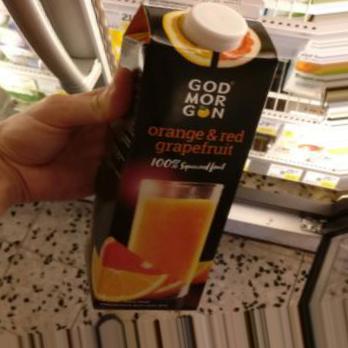 GOD
MOR
GON
orange & red
grapefruit
100% Squeezed fruit